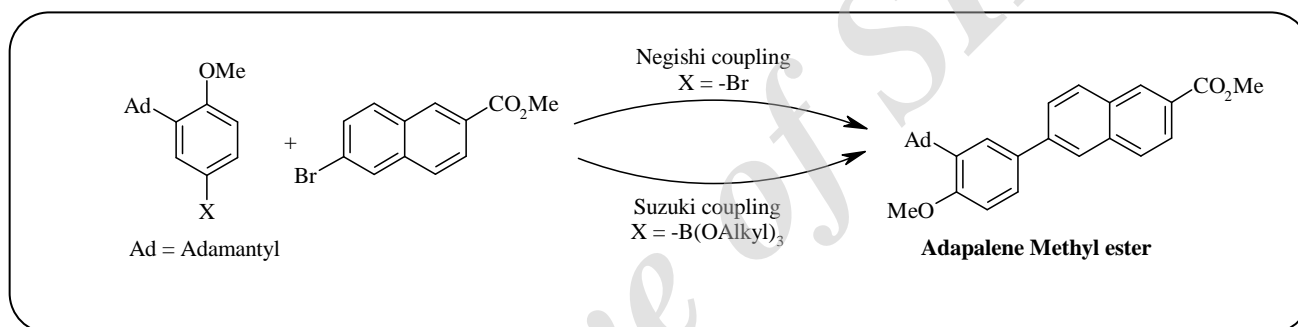 OMe
Ad
X
Ad = Adamantyl
+
Br
CO₂Me
Negishi coupling
X = -Br
Suzuki coupling
X = -B(OAlkyl)₃
CO₂Me
Ad
MeO
Adapalene Methyl ester
e of S